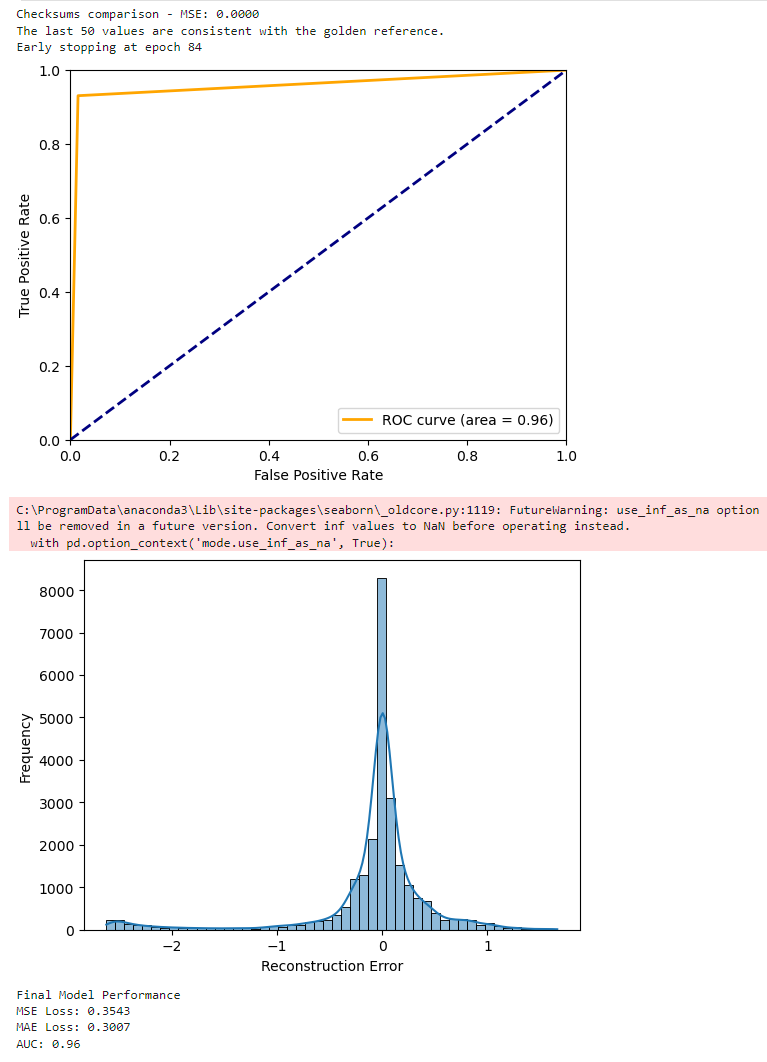 Checksums comparison - MSE: 0.0000
The last 50 values are consistent with the golden reference.
Early stopping at epoch 84
1.0
0.8
0.6
0.4
0.2
0.0
True Positive Rate
ROC curve (area = 0.96)
0.0 0.2 0.4 0.6 0.8 1.0
False Positive Rate
C:\ProgramData\anaconda3\Lib\site-packages\seaborn\_oldcore.py:1119: FutureWarning: use_inf_as_na option
ll be removed in a future version. Convert inf values to NaN before operating instead.
with pd.option_context('mode.use_inf_as_na', True):
8000
7000
6000
5000
4000
3000
2000
1000
0
Frequency
−2 −1 0 1
Reconstruction Error
Final Model Performance
MSE Loss: 0.3543
MAE Loss: 0.3007
AUC: 0.96